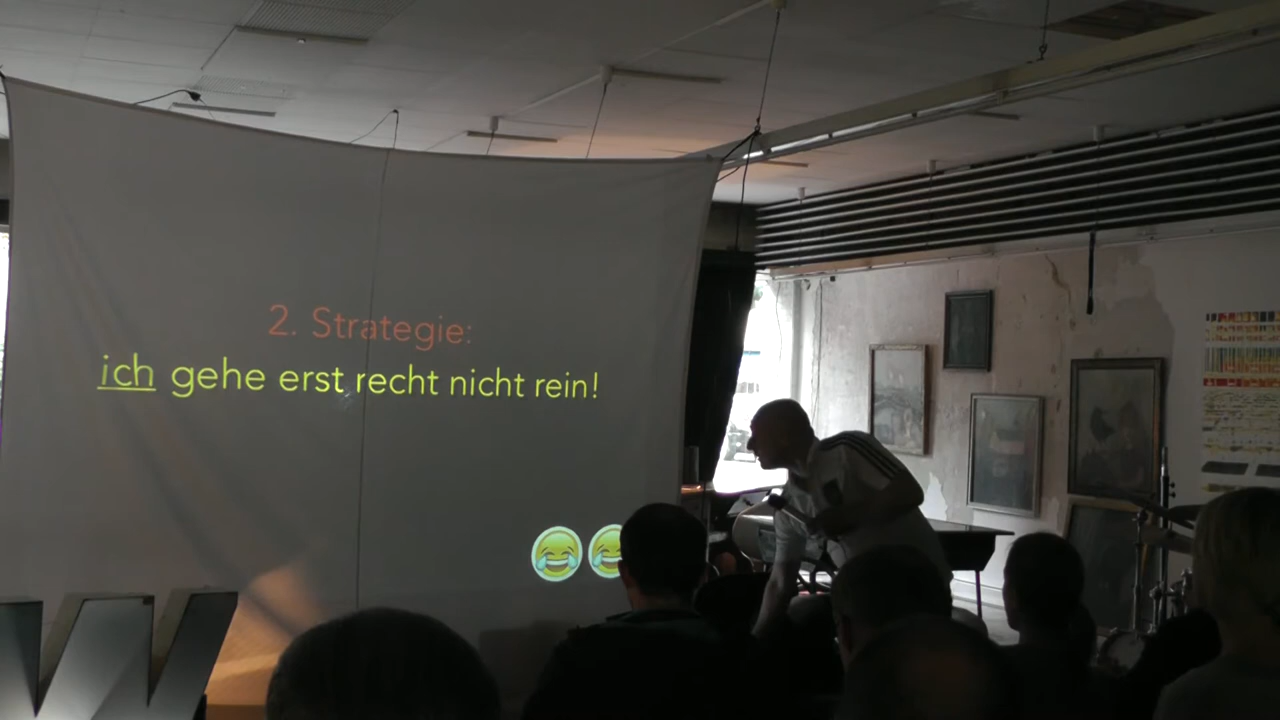 2. Strategie:
ich gehe erst recht nicht rein!
W